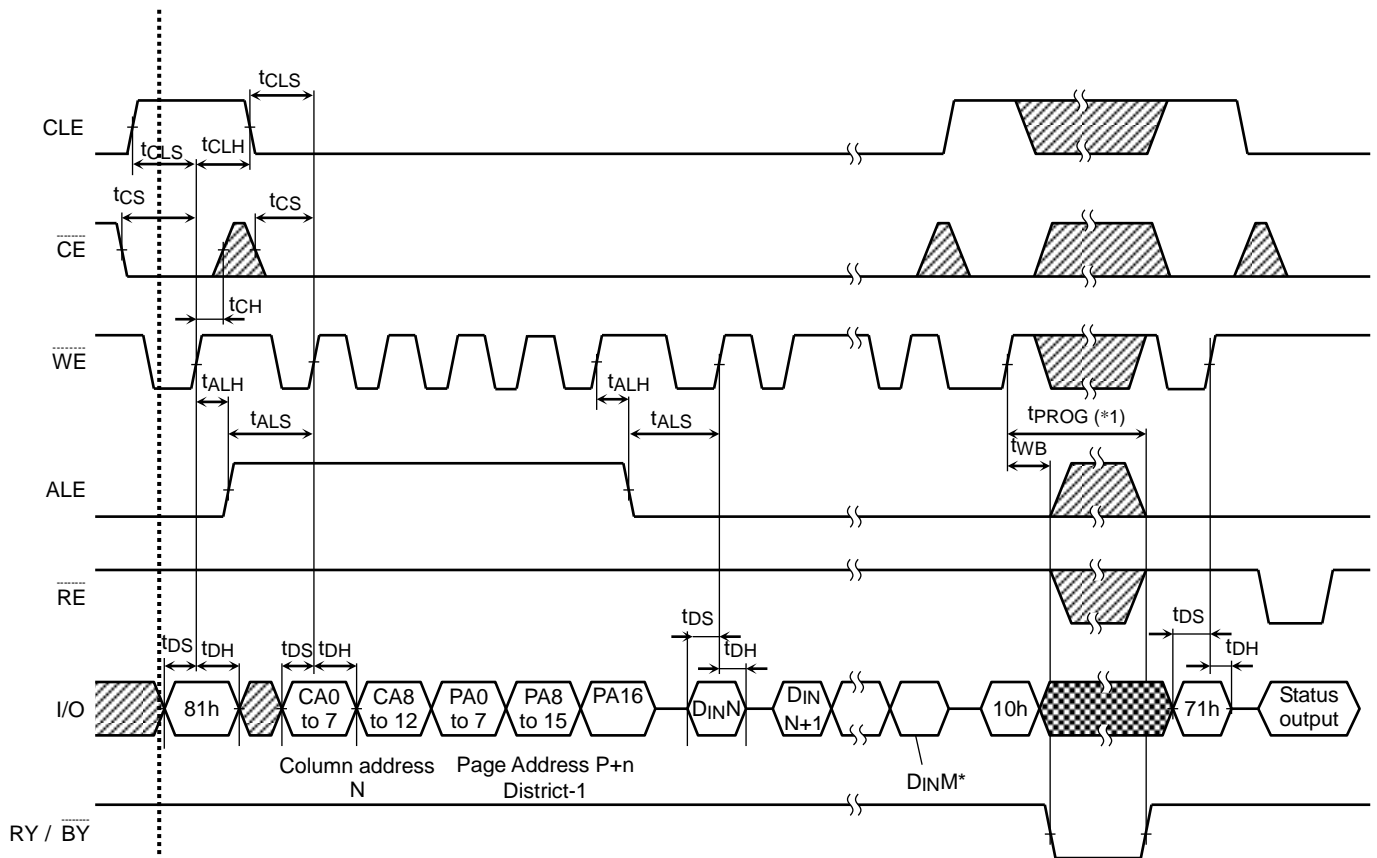 tCLS
CLE
tCLS
tCLH
tCS
tCS
CE
tCH
WE
tALH
tALH
tALS
tALS
tPROG (*1)
tWB
ALE
RE
tDS
tDH
tDS
tDH
tDS
tDH
tDS
tDH
I/O
81h
CA0
to 7
CA8
to 12
PA0
to 7
PA8
to 15
PA16
DINN
DIN
N+1
10h
71h
Status
output
Column address
N
Page Address P+n
District-1
DINM*
RY / BY